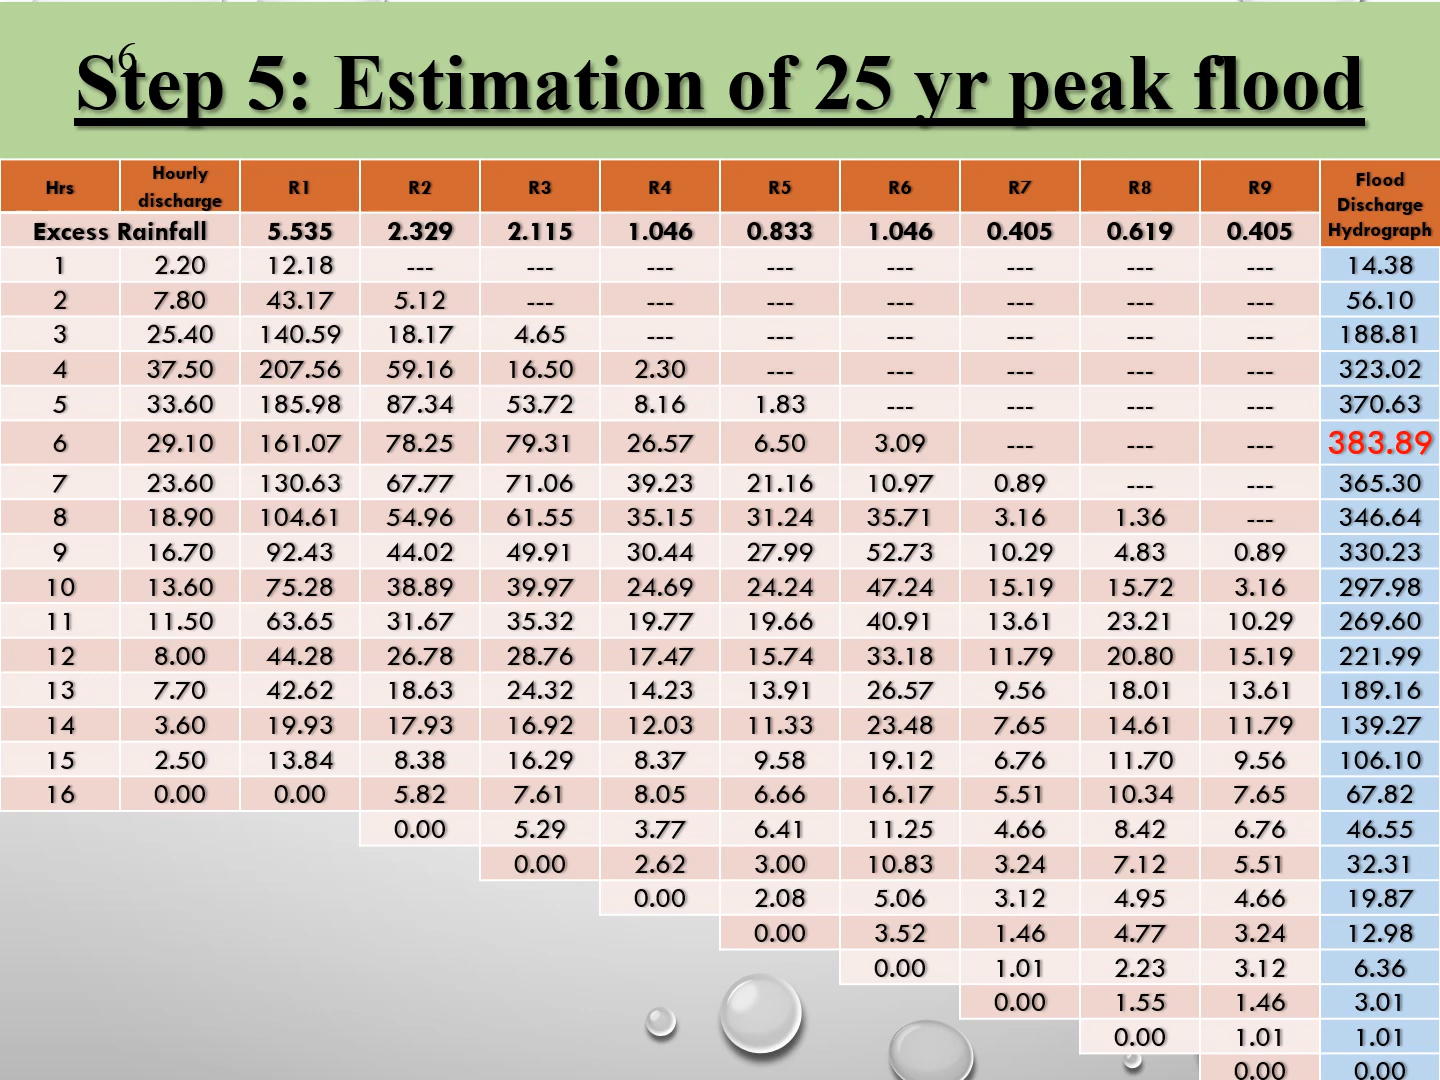 6
Step 5: Estimation of 25 yr peak flood
Hrs Hourly discharge R1 R2 R3 R4 R5 R6 R7 R8 R9 Flood Discharge Hydrograph
Excess Rainfall 5.535 2.329 2.115 1.046 0.833 1.046 0.405 0.619 0.405
1 2.20 12.18 --- --- --- --- --- --- --- --- 14.38
2 7.80 43.17 5.12 --- --- --- --- --- --- --- 56.10
3 25.40 140.59 18.17 4.65 --- --- --- --- --- --- 188.81
4 37.50 207.56 59.16 16.50 2.30 --- --- --- --- --- 323.02
5 33.60 185.98 87.34 53.72 8.16 1.83 --- --- --- --- 370.63
6 29.10 161.07 78.25 79.31 26.57 6.50 3.09 --- --- --- 383.89
7 23.60 130.63 67.77 71.06 39.23 21.16 10.97 0.89 --- --- 365.30
8 18.90 104.61 54.96 61.55 35.15 31.24 35.71 3.16 1.36 --- 346.64
9 16.70 92.43 44.02 49.91 30.44 27.99 52.73 10.29 4.83 0.89 330.23
10 13.60 75.28 38.89 39.97 24.69 24.24 47.24 15.19 15.72 3.16 297.98
11 11.50 63.65 31.67 35.32 19.77 19.66 40.91 13.61 23.21 10.29 269.60
12 8.00 44.28 26.78 28.76 17.47 15.74 33.18 11.79 20.80 15.19 221.99
13 7.70 42.62 18.63 24.32 14.23 13.91 26.57 9.56 18.01 13.61 189.16
14 3.60 19.93 17.93 16.92 12.03 11.33 23.48 7.65 14.61 11.79 139.27
15 2.50 13.84 8.38 16.29 8.37 9.58 19.12 6.76 11.70 9.56 106.10
16 0.00 0.00 5.82 7.61 8.05 6.66 16.17 5.51 10.34 7.65 67.82
0.00 5.29 3.77 6.41 11.25 4.66 8.42 6.76 46.55
0.00 2.62 3.00 10.83 3.24 7.12 5.51 32.31
0.00 2.08 5.06 3.12 4.95 4.66 19.87
0.00 3.52 1.46 4.77 3.24 12.98
0.00 1.01 2.23 3.12 6.36
0.00 1.55 1.46 3.01
0.00 1.01 1.01
0.00 0.00